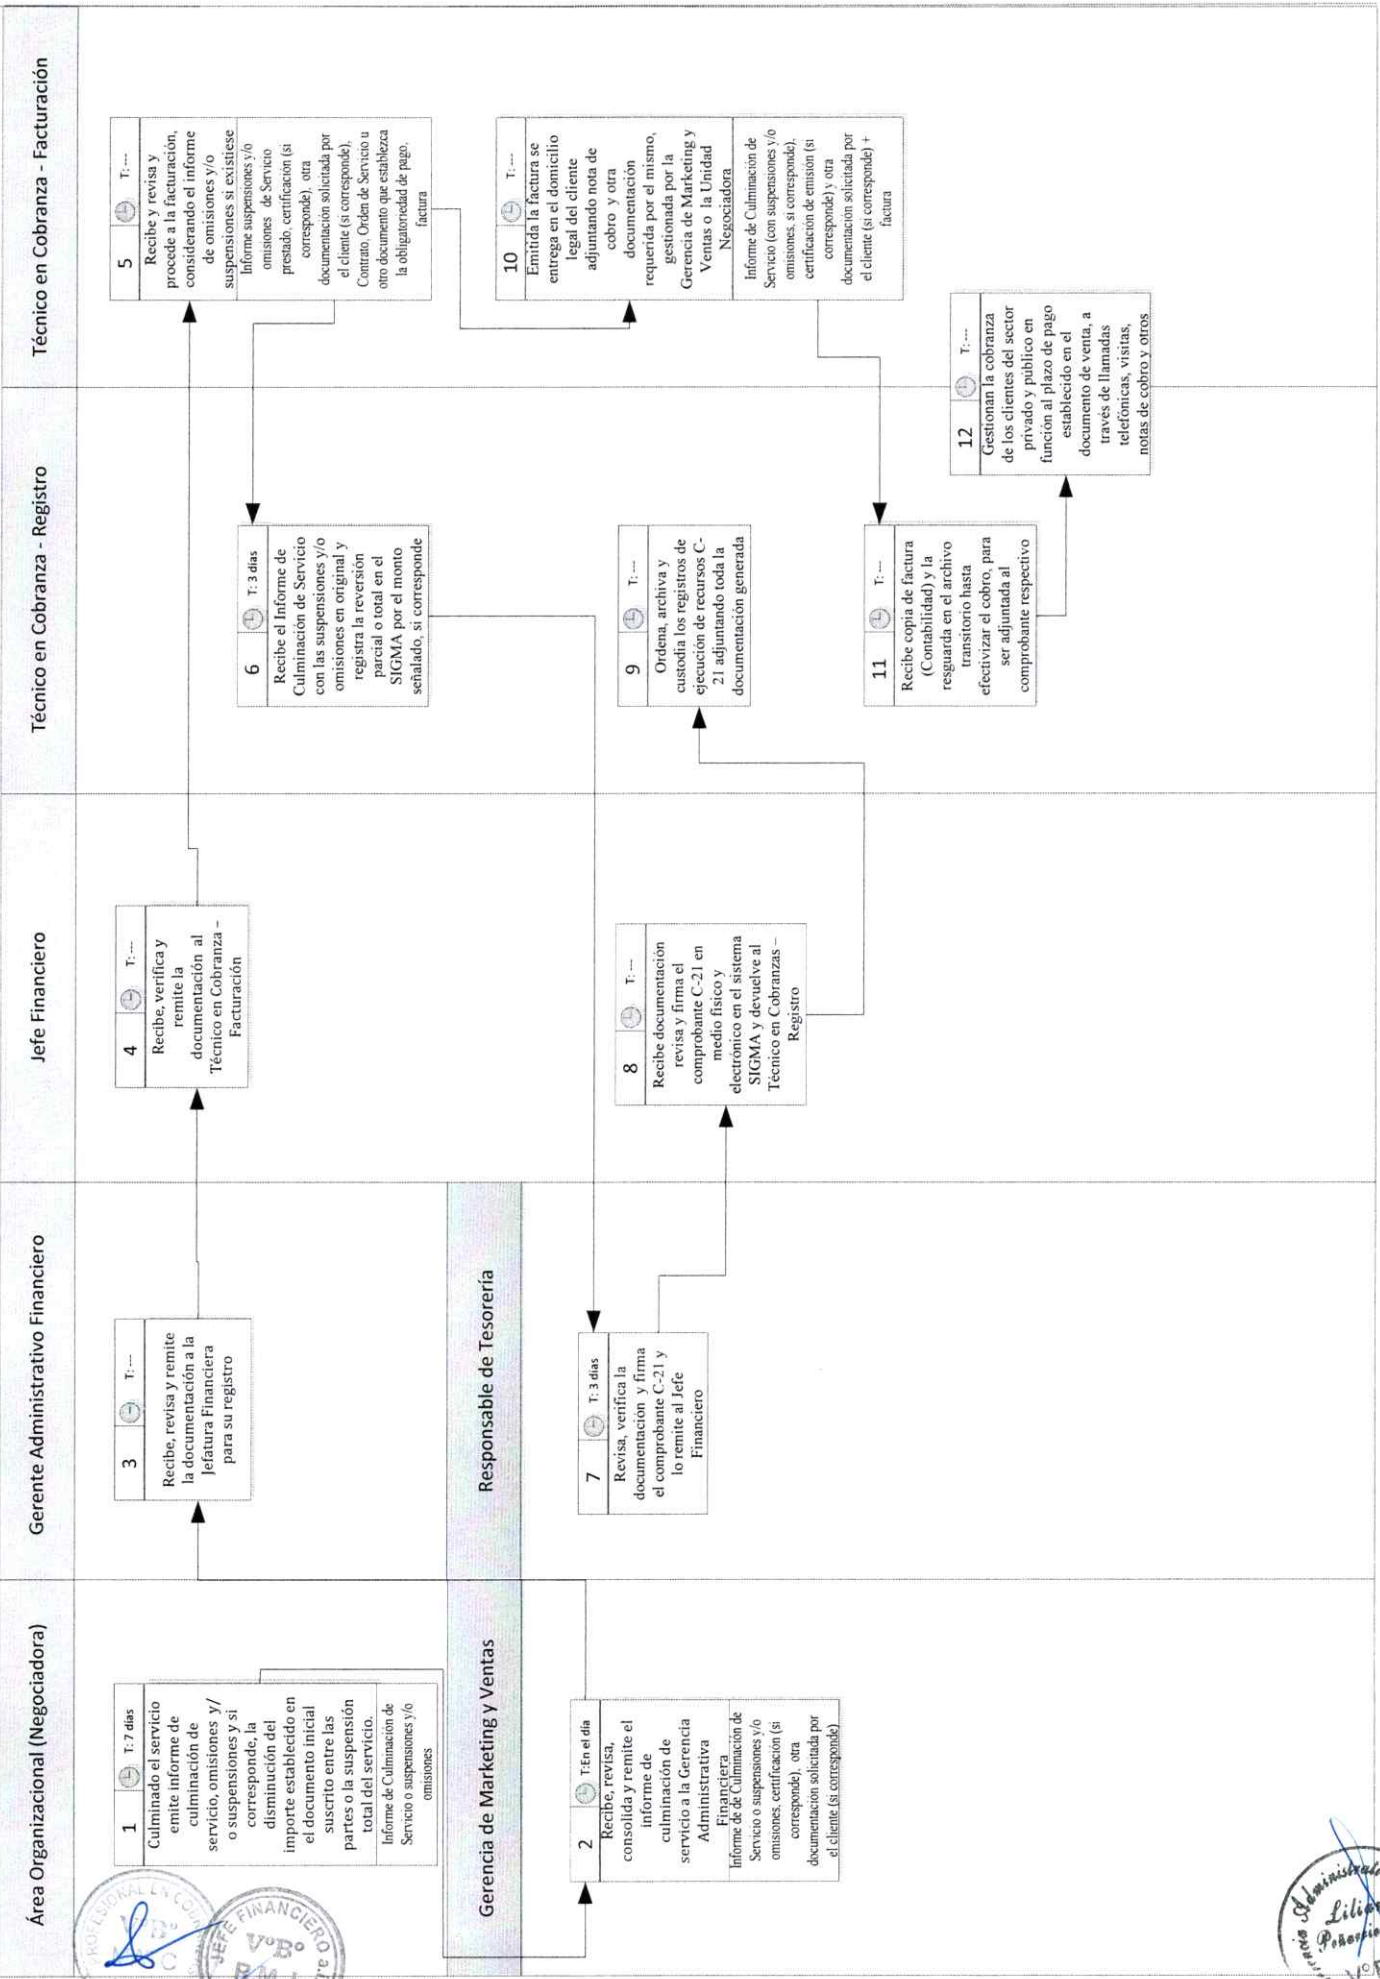 Área Organizacional (Negociadora)
Gerente Administrativo Financiero
Jefe Financiero
Técnico en Cobranza - Registro
Técnico en Cobranza - Facturación
1
T: 7 días
Culminado el servicio
emite informe de
culminación de
servicio, omisiones y/
o suspensiones y si
corresponde, la
disminución del
importe establecido en
el documento inicial
suscrito entre las
partes o la suspensión
total del servicio.
Informe de Culminación de
Servicio o suspensiones y/o
omisiones
3
T: ---
Recibe, revisa y remite
la documentación a la
Jefatura Financiera
para su registro
4
T: ---
Recibe, verifica y
remite la
documentación al
Técnico en Cobranza –
Facturación
5
T: ---
Recibe y revisa y
procede a la facturación,
considerando el informe
de omisiones y/o
suspensiones si existiese
Informe suspensiones y/o
omisiones de Servicio
prestado, certificación (si
corresponde), otra
documentación solicitada por
el cliente (si corresponde),
Contrato, Orden de Servicio u
otro documento que establezca
la obligatoriedad de pago,
factura
6
T: 3 días
Recibe el Informe de
Culminación de Servicio
con las suspensiones y/o
omisiones en original y
registra la reversión
parcial o total en el
SIGMA por el monto
señalado, si corresponde
Gerencia de Marketing y Ventas
Responsable de Tesorería
2
T:En el día
Recibe, revisa,
consolida y remite el
informe de
culminación de
servicio a la Gerencia
Administrativa
Financiera
Informe de de Culminación de
Servicio o suspensiones y/o
omisiones, certificación (si
corresponde), otra
documentación solicitada por
el cliente (si corresponde)
7
T: 3 días
Revisa, verifica la
documentación y firma
el comprobante C-21 y
lo remite al Jefe
Financiero
8
T: ---
Recibe documentación
revisa y firma el
comprobante C-21 en
medio físico y
electrónico en el sistema
SIGMA y devuelve al
Técnico en Cobranzas –
Registro
9
T: ---
Ordena, archiva y
custodia los registros de
ejecución de recursos C-
21 adjuntando toda la
documentación generada
10
T: ---
Emitida la factura se
entrega en el domicilio
legal del cliente
adjuntando nota de
cobro y otra
documentación
requerida por el mismo,
gestionada por la
Gerencia de Marketing y
Ventas o la Unidad
Negociadora
Informe de Culminación de
Servicio (con suspensiones y/o
omisiones, si corresponde),
certificación de emisión (si
corresponde) y otra
documentación solicitada por
el cliente (si corresponde) +
factura
11
T: ---
Recibe copia de factura
(Contabilidad) y la
resguarda en el archivo
transitorio hasta
efectivizar el cobro, para
ser adjuntada al
comprobante respectivo
12
T: ---
Gestionan la cobranza
de los clientes del sector
privado y público en
función al plazo de pago
establecido en el
documento de venta, a
través de llamadas
telefónicas, visitas,
notas de cobro y otros
VºBº
JEFE FINANCIERO
VºBº